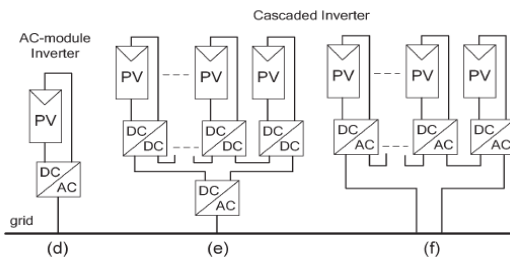 Cascaded Inverter
AC-module
Inverter
PV
PV
PV
PV
PV
PV
PV
DC
AC
DC
DC
DC
DC
DC
DC
DC
AC
DC
AC
DC
AC
DC
AC
grid
(d)
(e)
(f)